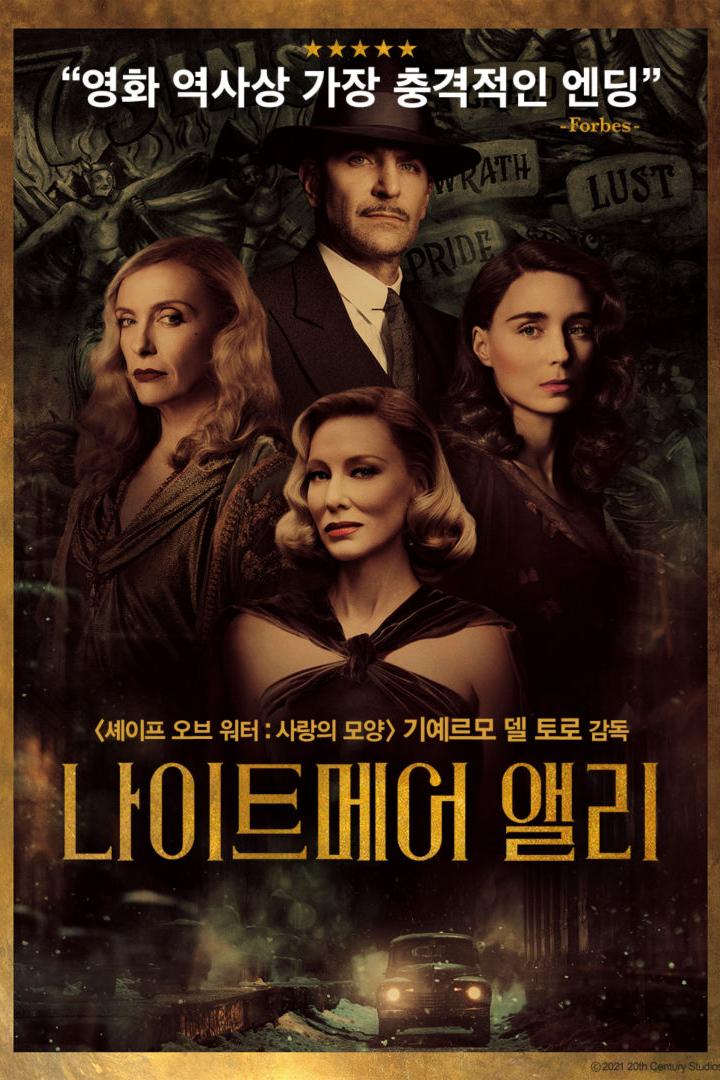 ★★★★★
“영화 역사상 가장 충격적인 엔딩”
-Forbes-
7 SINS
WRATH
LUST
PRIDE
<셰이프 오브 워터 : 사랑의 모양> 기예르모 델 토로 감독
나이트메어 앨리
©2021 20th Century Studios